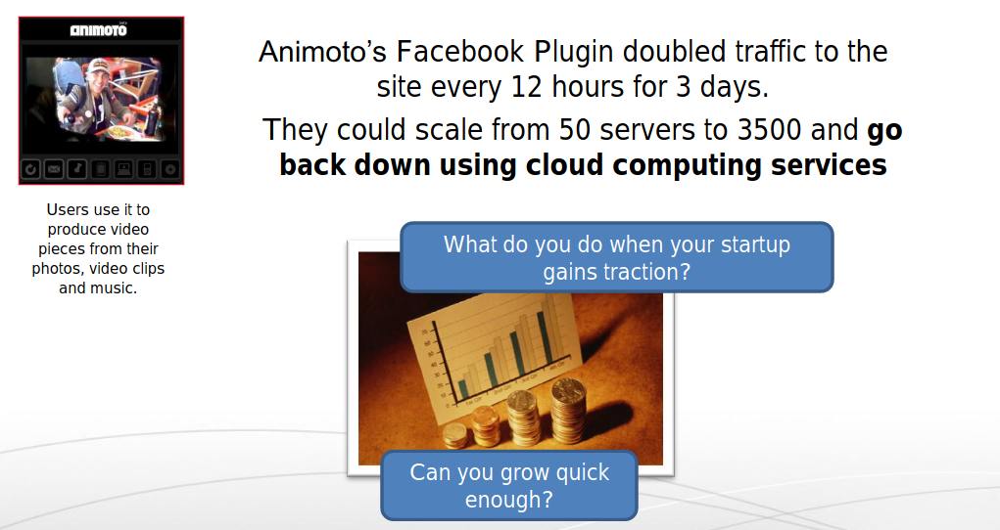 animoto
Animoto’s Facebook Plugin doubled traffic to the
site every 12 hours for 3 days.
They could scale from 50 servers to 3500 and go
back down using cloud computing services
Users use it to
produce video
pieces from their
photos, video clips
and music.
What do you do when your startup
gains traction?
Can you grow quick
enough?